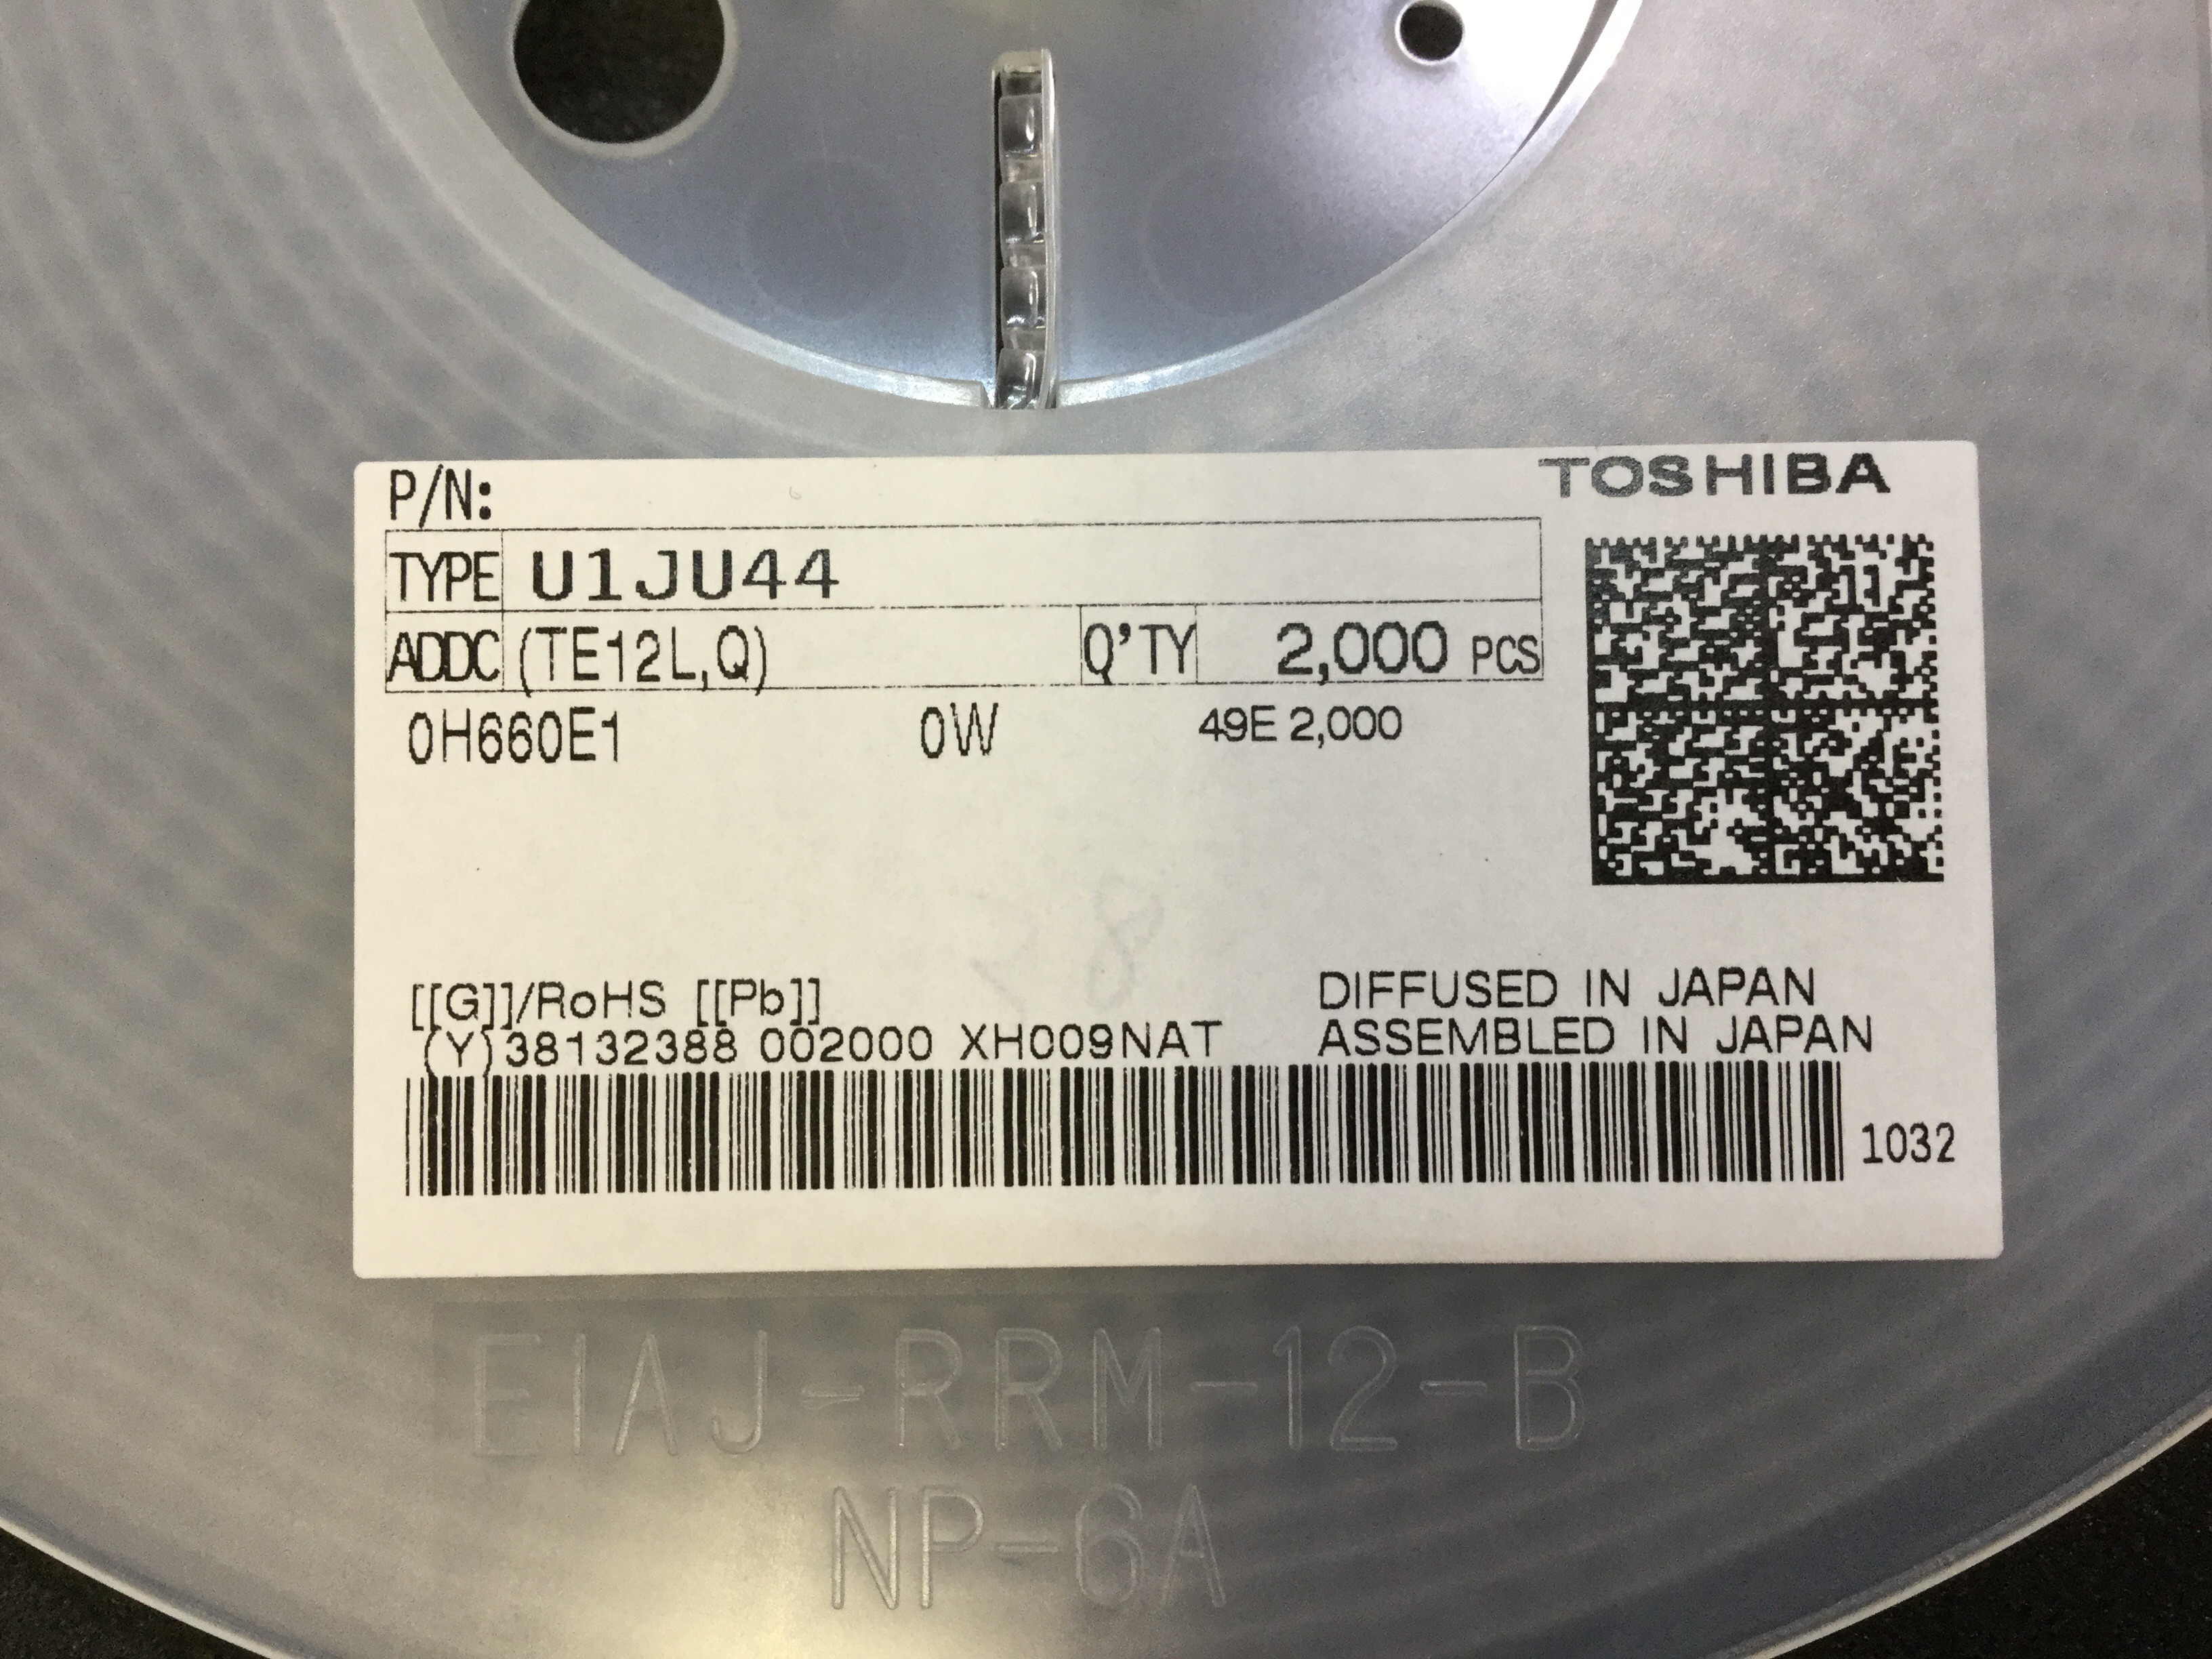 P/N:
TOSHIBA
TYPE U1JU44
ADDC (TE12L,Q) Q'TY 2,000 PCS
0H660E1 0W 49E 2,000
[[G]]/RoHS [[Pb]]
DIFFUSED IN JAPAN
(Y)38132388 002000 XH009NAT
ASSEMBLED IN JAPAN
1032
EIAJ-RRM-12-B
NP-6A